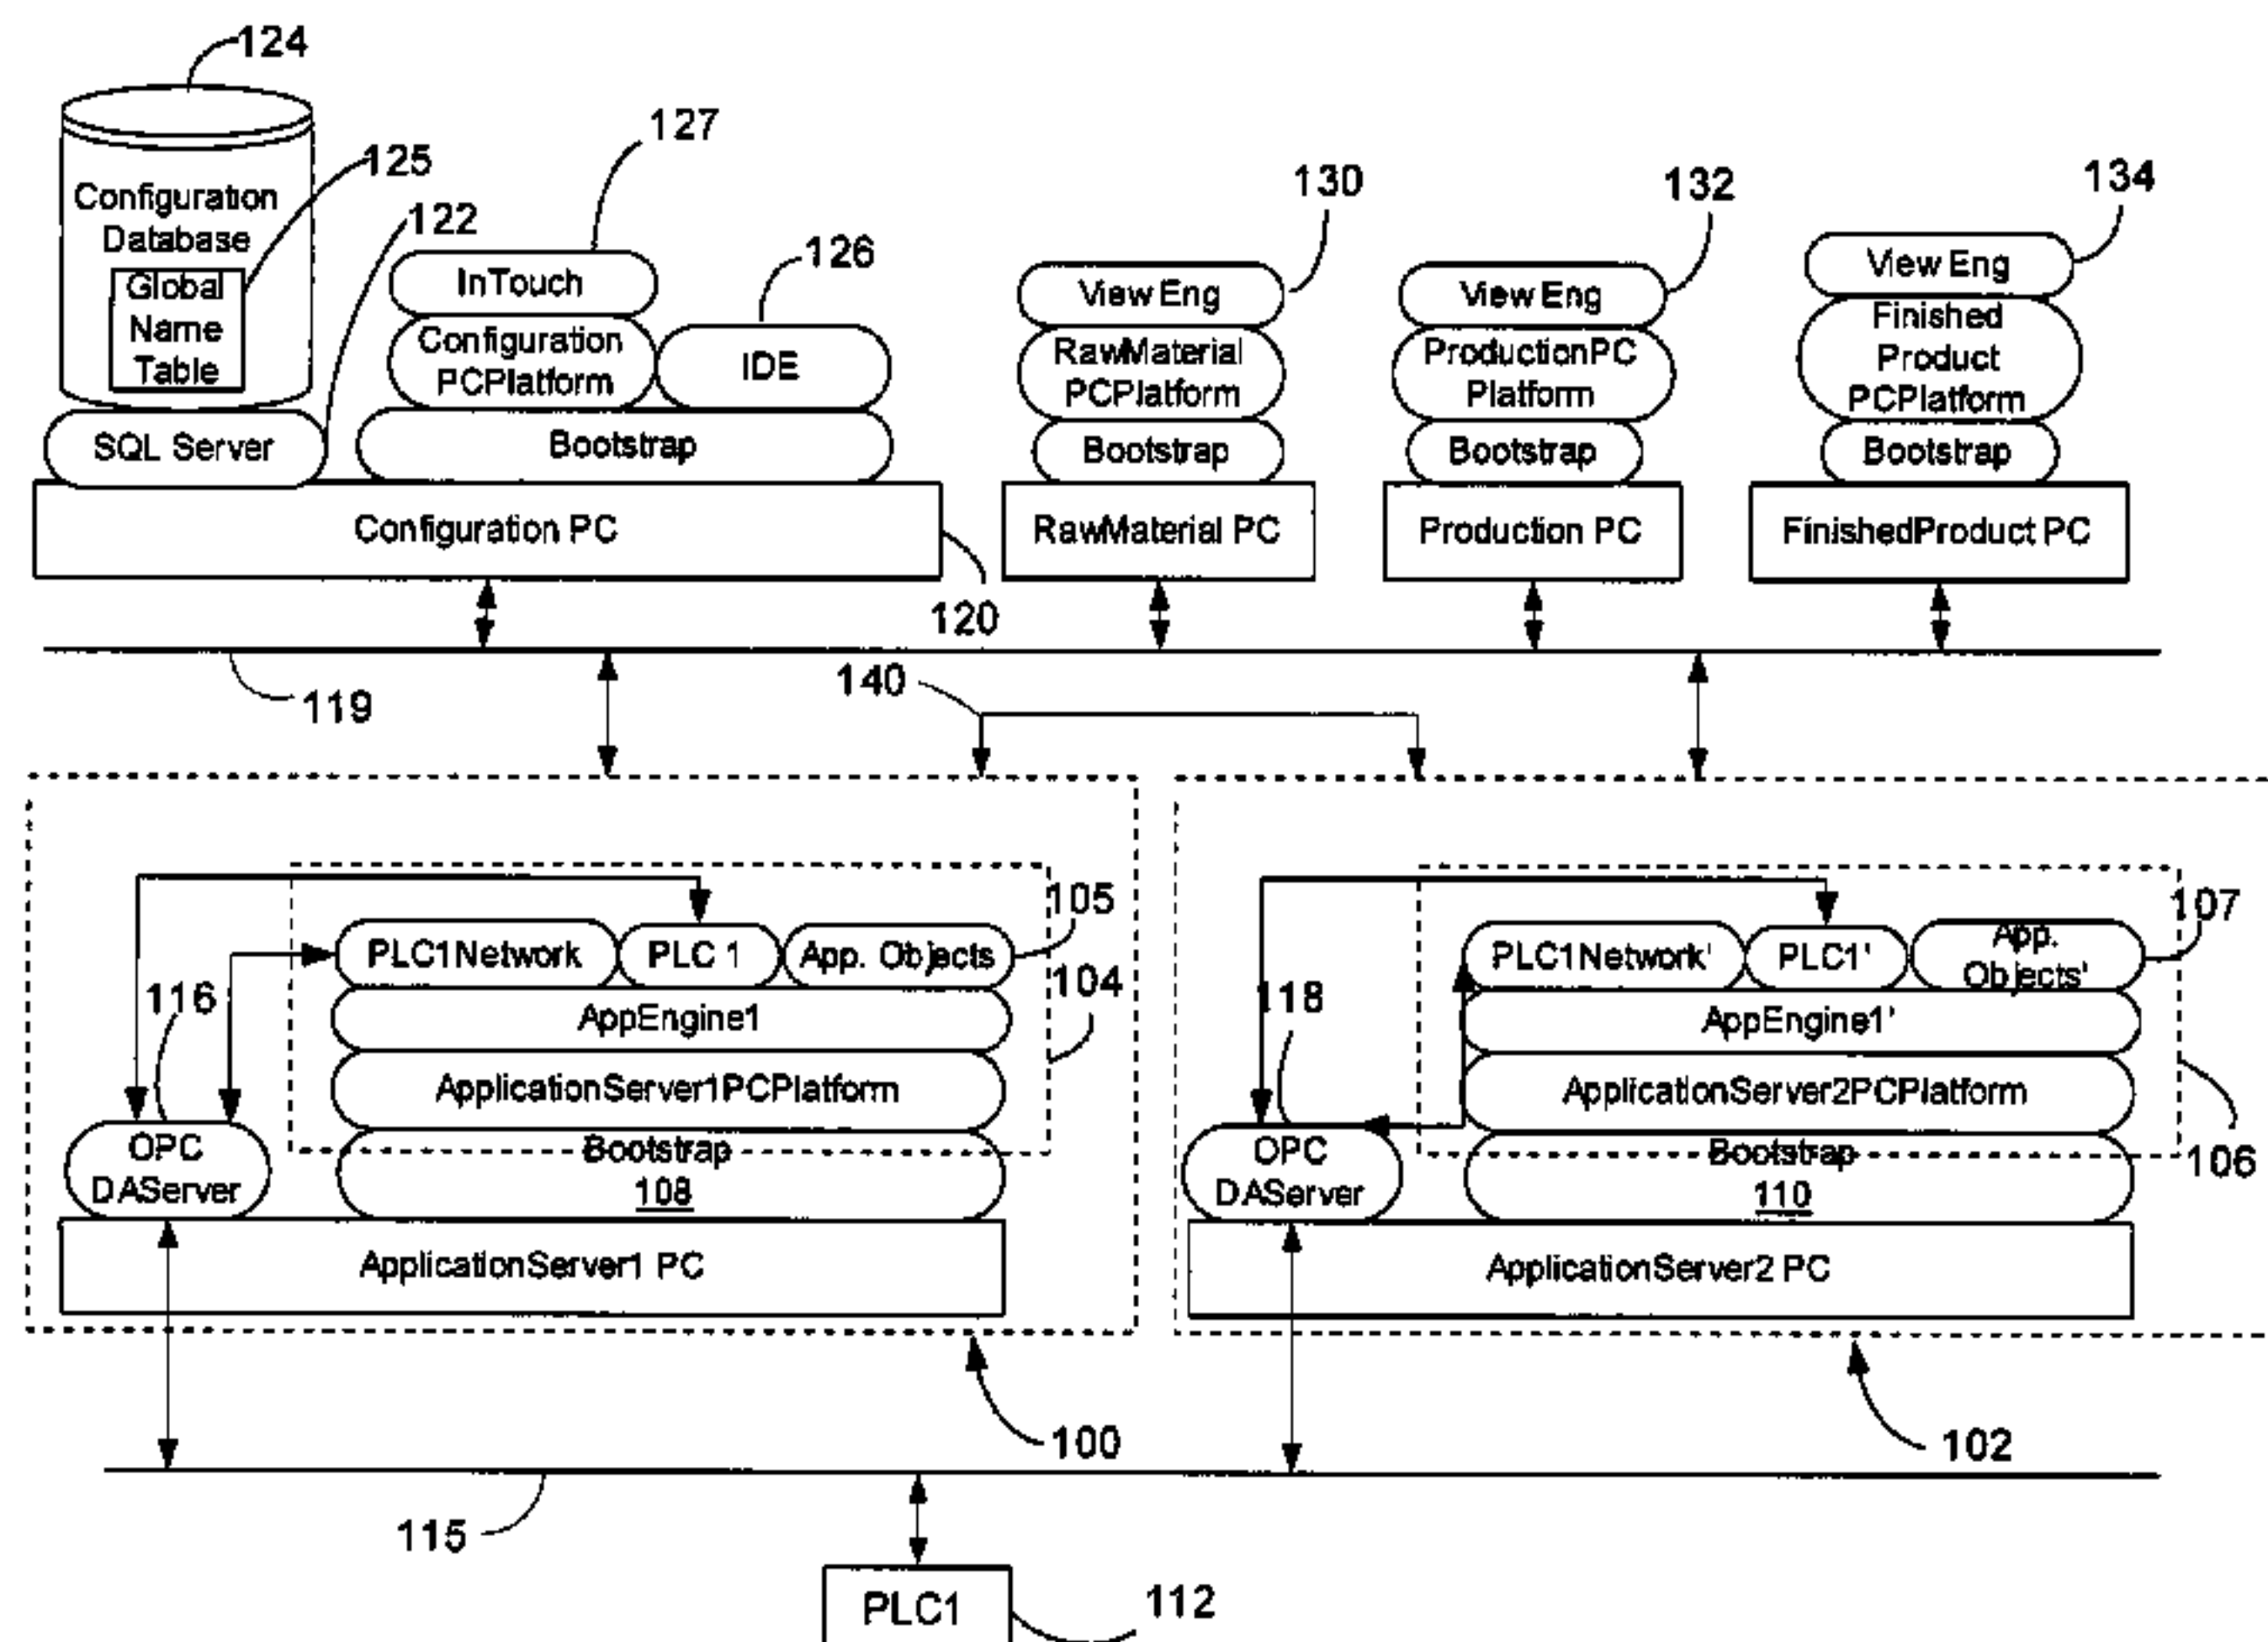 124
127
125
130
132
134
Configuration
Database
122
126
Global
Name
Table
InTouch
Configuration
PCPlatform
IDE
View Eng
RawMaterial
PCPlatform
View Eng
ProductionPC
Platform
View Eng
Finished
Product
PCPlatform
SQL Server
Bootstrap
Bootstrap
Bootstrap
Bootstrap
Configuration PC
RawMaterial PC
Production PC
FinishedProduct PC
120
119
140
105
107
PLC1Network
PLC 1
App. Objects
PLC1Network'
PLC1'
App.
Objects'
116
104
118
AppEngine1
AppEngine1'
ApplicationServer1PCPlatform
ApplicationServer2PCPlatform
106
OPC
DAServer
Bootstrap
108
OPC
DAServer
Bootstrap
110
ApplicationServer1 PC
ApplicationServer2 PC
100
102
115
PLC1
112